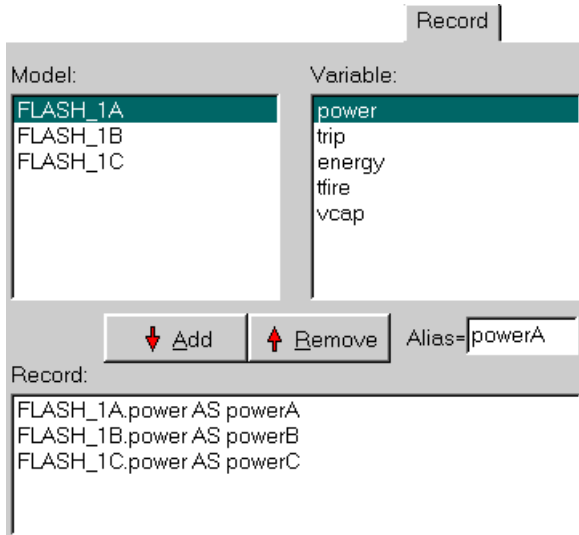 Record
Model:
Variable:
FLASH_1A
FLASH_1B
FLASH_1C
power
trip
energy
tfire
vcap
Add
Remove
Alias=powerA
Record:
FLASH_1A.power AS powerA
FLASH_1B.power AS powerB
FLASH_1C.power AS powerC